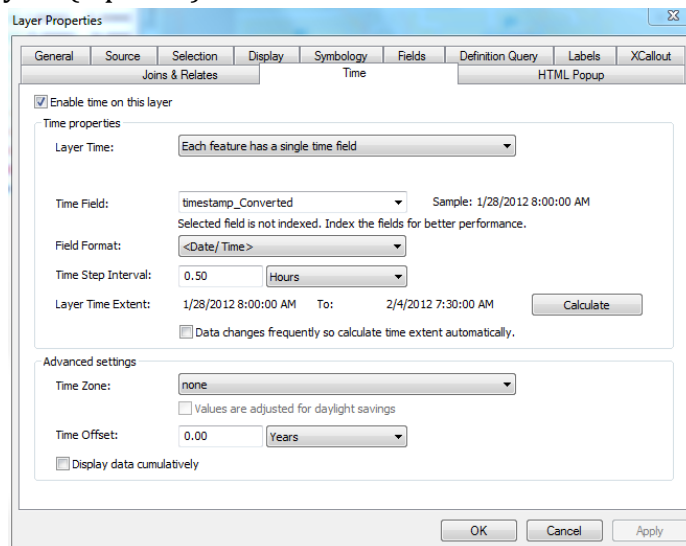 Layer Properties
General Source Selection Display Symbology Fields Definition Query Labels XCallout
Joins & Relates Time HTML Popup
Enable time on this layer
Time properties
Layer Time: Each feature has a single time field
Time Field: timestamp_Converted Sample: 1/28/2012 8:00:00 AM
Selected field is not indexed. Index the fields for better performance.
Field Format: <Date/Time>
Time Step Interval: 0.50 Hours
Layer Time Extent: 1/28/2012 8:00:00 AM To: 2/4/2012 7:30:00 AM Calculate
Data changes frequently so calculate time extent automatically.
Advanced settings
Time Zone: none
Values are adjusted for daylight savings
Time Offset: 0.00 Years
Display data cumulatively
OK Cancel Apply